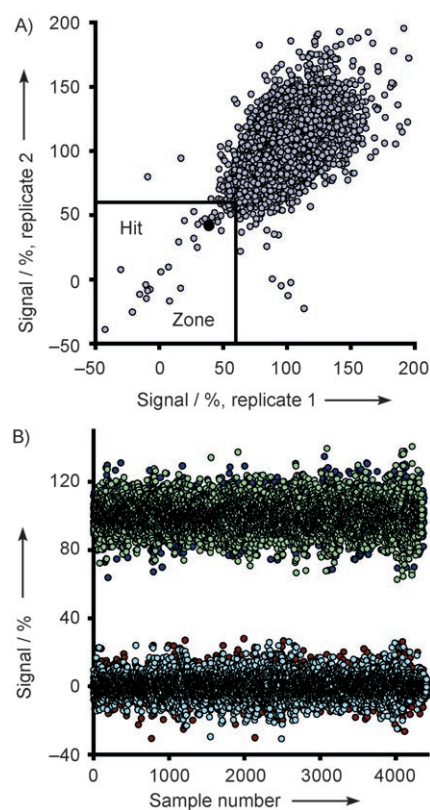 A)
Signal / %, replicate 2
200
150
100
50
0
–50
Hit
Zone
–50 0 50 100 150 200
Signal / %, replicate 1
B)
Signal / %
120
80
40
0
–40
0 1000 2000 3000 4000
Sample number